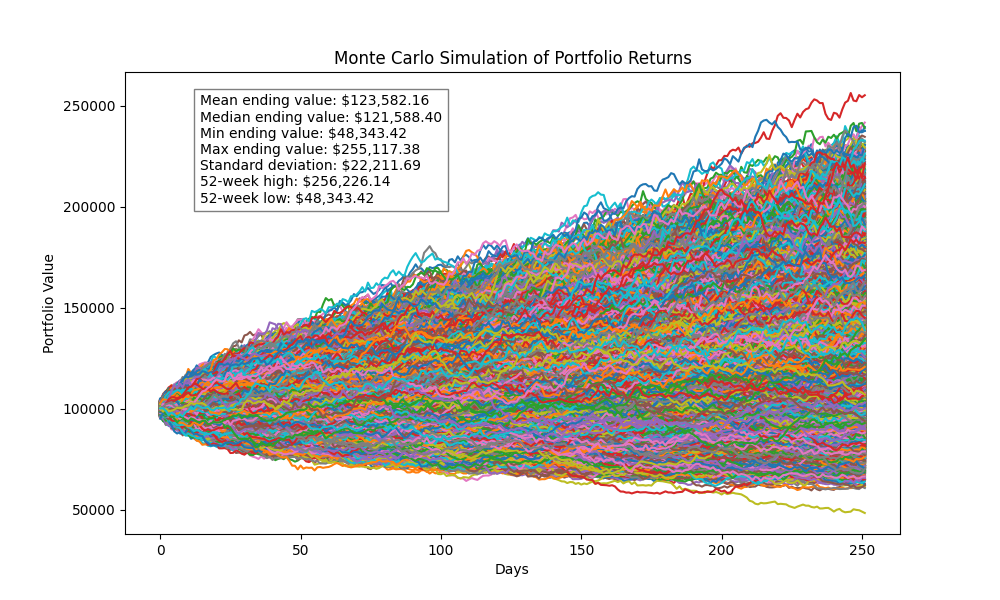 Monte Carlo Simulation of Portfolio Returns
Mean ending value: $123,582.16
Median ending value: $121,588.40
Min ending value: $48,343.42
Max ending value: $255,117.38
Standard deviation: $22,211.69
52-week high: $256,226.14
52-week low: $48,343.42
250000
200000
150000
100000
50000
Portfolio Value
0 50 100 150 200 250
Days